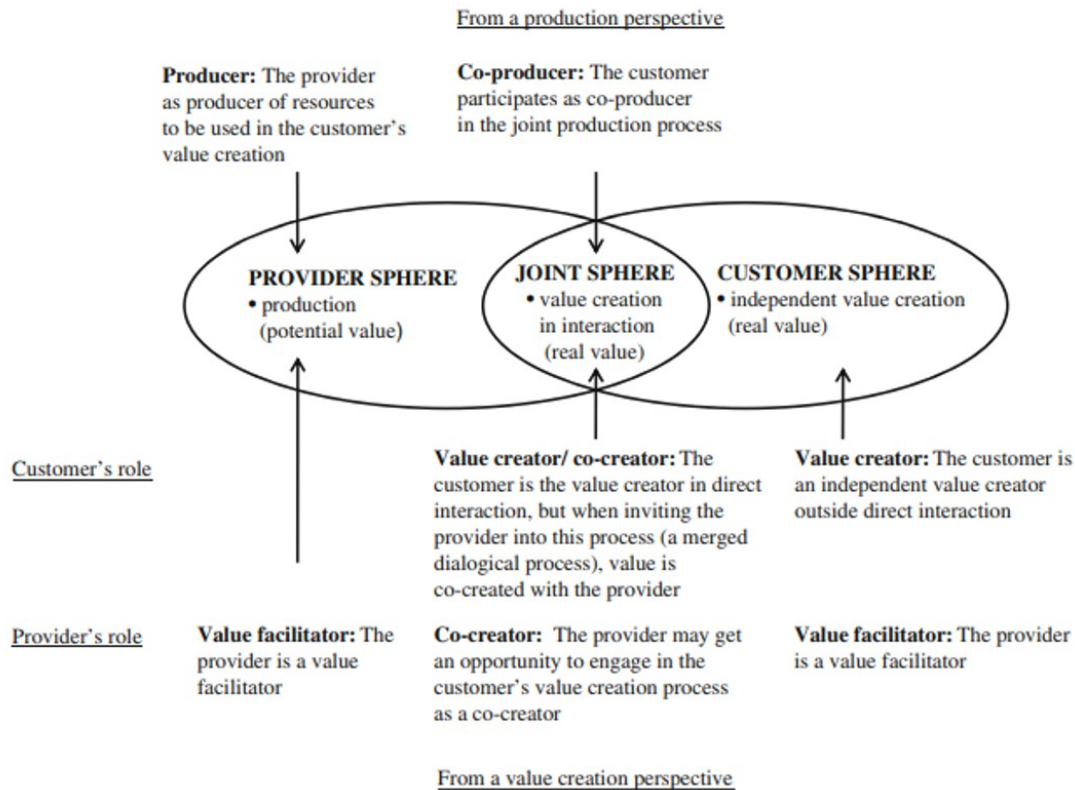 From a production perspective
Producer: The provider
as producer of resources
to be used in the customer's
value creation
Co-producer: The customer
participates as co-producer
in the joint production process
PROVIDER SPHERE
• production
(potential value)
JOINT SPHERE
• value creation
in interaction
(real value)
CUSTOMER SPHERE
• independent value creation
(real value)
Customer's role
Value creator/ co-creator: The
customer is the value creator in direct
interaction, but when inviting the
provider into this process (a merged
dialogical process), value is
co-created with the provider
Value creator: The customer is
an independent value creator
outside direct interaction
Provider's role
Value facilitator: The
provider is a value
facilitator
Co-creator: The provider may get
an opportunity to engage in the
customer's value creation process
as a co-creator
Value facilitator: The provider
is a value facilitator
From a value creation perspective